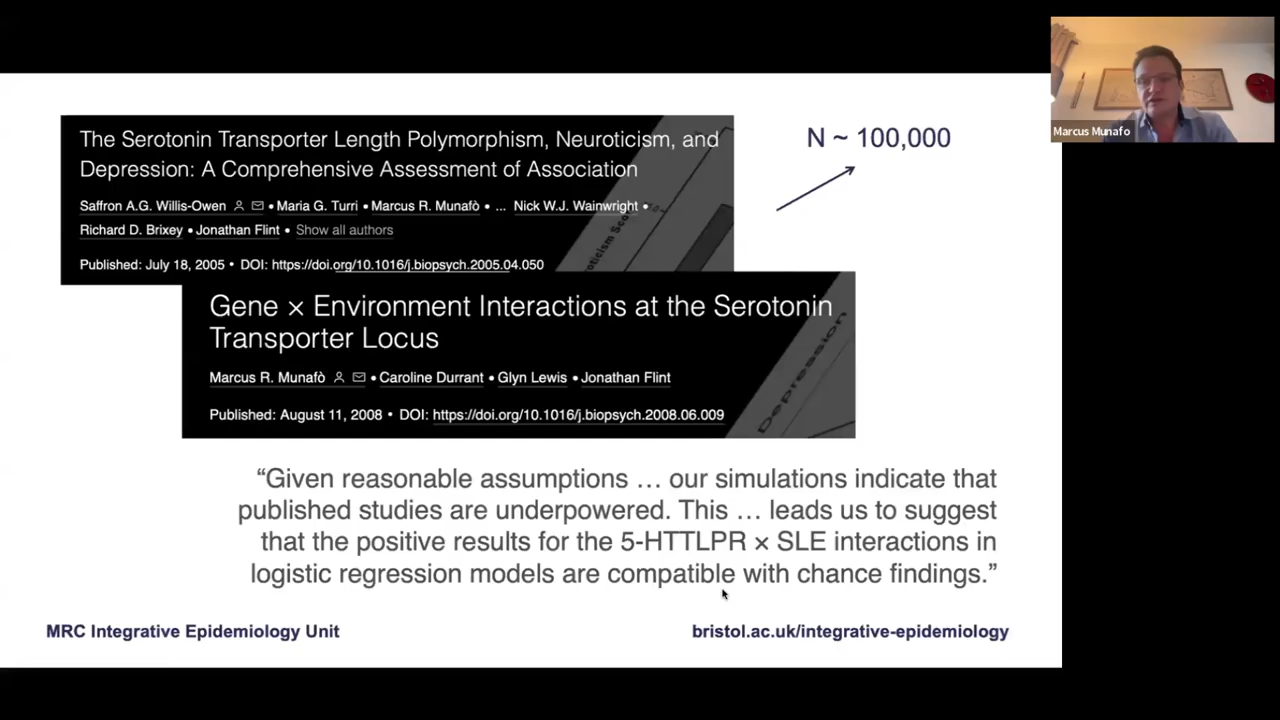 The Serotonin Transporter Length Polymorphism, Neuroticism, and
Depression: A Comprehensive Assessment of Association
Saffron A.G. Willis-Owen • Maria G. Turri • Marcus R. Munafò • ... Nick W.J. Wainwright •
Richard D. Brixey • Jonathan Flint • Show all authors
Published: July 18, 2005 • DOI: https://doi.org/10.1016/j.biopsych.2005.04.050
N ~ 100,000
Marcus Munafo
Gene × Environment Interactions at the Serotonin
Transporter Locus
Marcus R. Munafò • Caroline Durrant • Glyn Lewis • Jonathan Flint
Published: August 11, 2008 • DOI: https://doi.org/10.1016/j.biopsych.2008.06.009
Depression
“Given reasonable assumptions … our simulations indicate that
published studies are underpowered. This … leads us to suggest
that the positive results for the 5-HTTLPR × SLE interactions in
logistic regression models are compatible with chance findings.”
MRC Integrative Epidemiology Unit
bristol.ac.uk/integrative-epidemiology